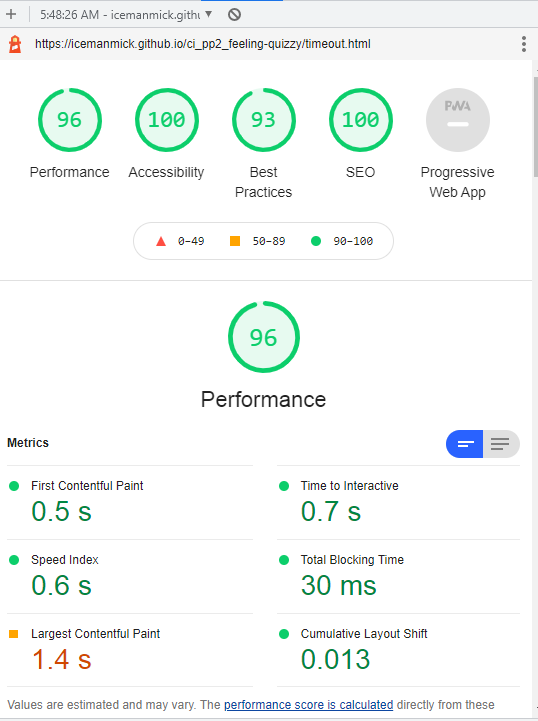 5:48:26 AM - icemanmick.githu
https://icemanmick.github.io/ci_pp2_feeling-quizzy/timeout.html
96
100
93
100
PWA
Performance
Accessibility
Best
Practices
SEO
Progressive
Web App
0–49
50–89
90–100
96
Performance
Metrics
First Contentful Paint
0.5 s
Time to Interactive
0.7 s
Speed Index
0.6 s
Total Blocking Time
30 ms
Largest Contentful Paint
1.4 s
Cumulative Layout Shift
0.013
Values are estimated and may vary. The performance score is calculated directly from these